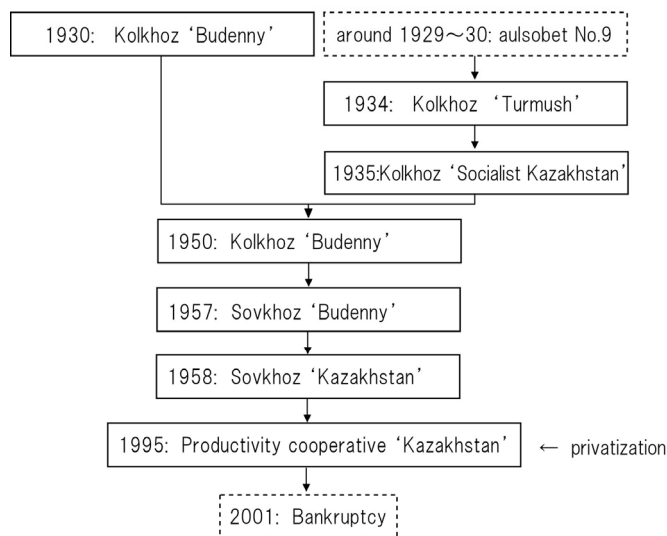 1930: Kolkhoz ‘Budenny’
around 1929～30: aulsobet No.9
1934: Kolkhoz ‘Turmush’
1935:Kolkhoz ‘Socialist Kazakhstan’
1950: Kolkhoz ‘Budenny’
1957: Sovkhoz ‘Budenny’
1958: Sovkhoz ‘Kazakhstan’
1995: Productivity cooperative ‘Kazakhstan’ ← privatization
2001: Bankruptcy